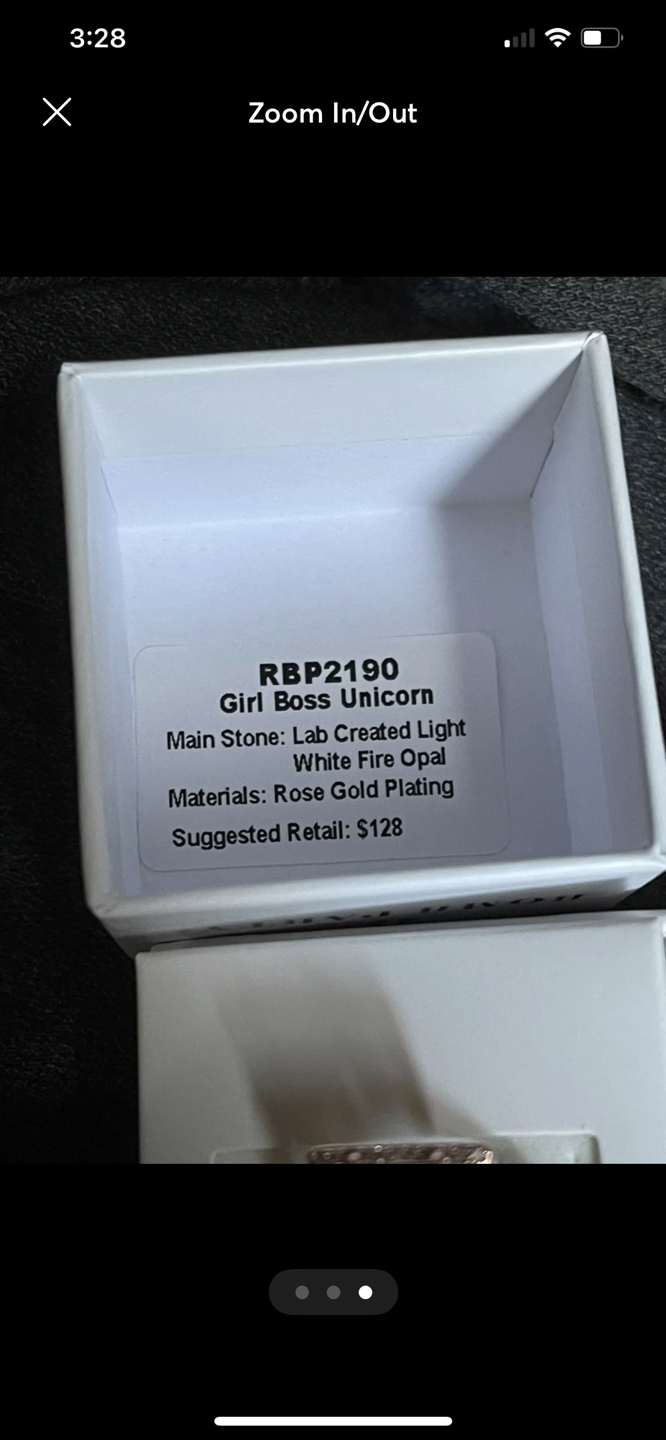 3:28
Zoom In/Out
RBP2190
Girl Boss Unicorn
Main Stone: Lab Created Light
White Fire Opal
Materials: Rose Gold Plating
Suggested Retail: $128